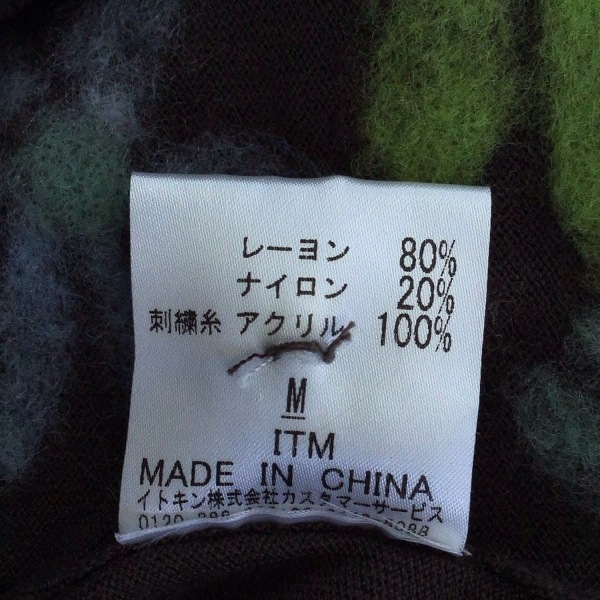 レーヨン 80%
ナイロン 20%
刺繍糸 アクリル 100%
M
ITM
MADE IN CHINA
イトキン株式会社カスタマーサービス
0120